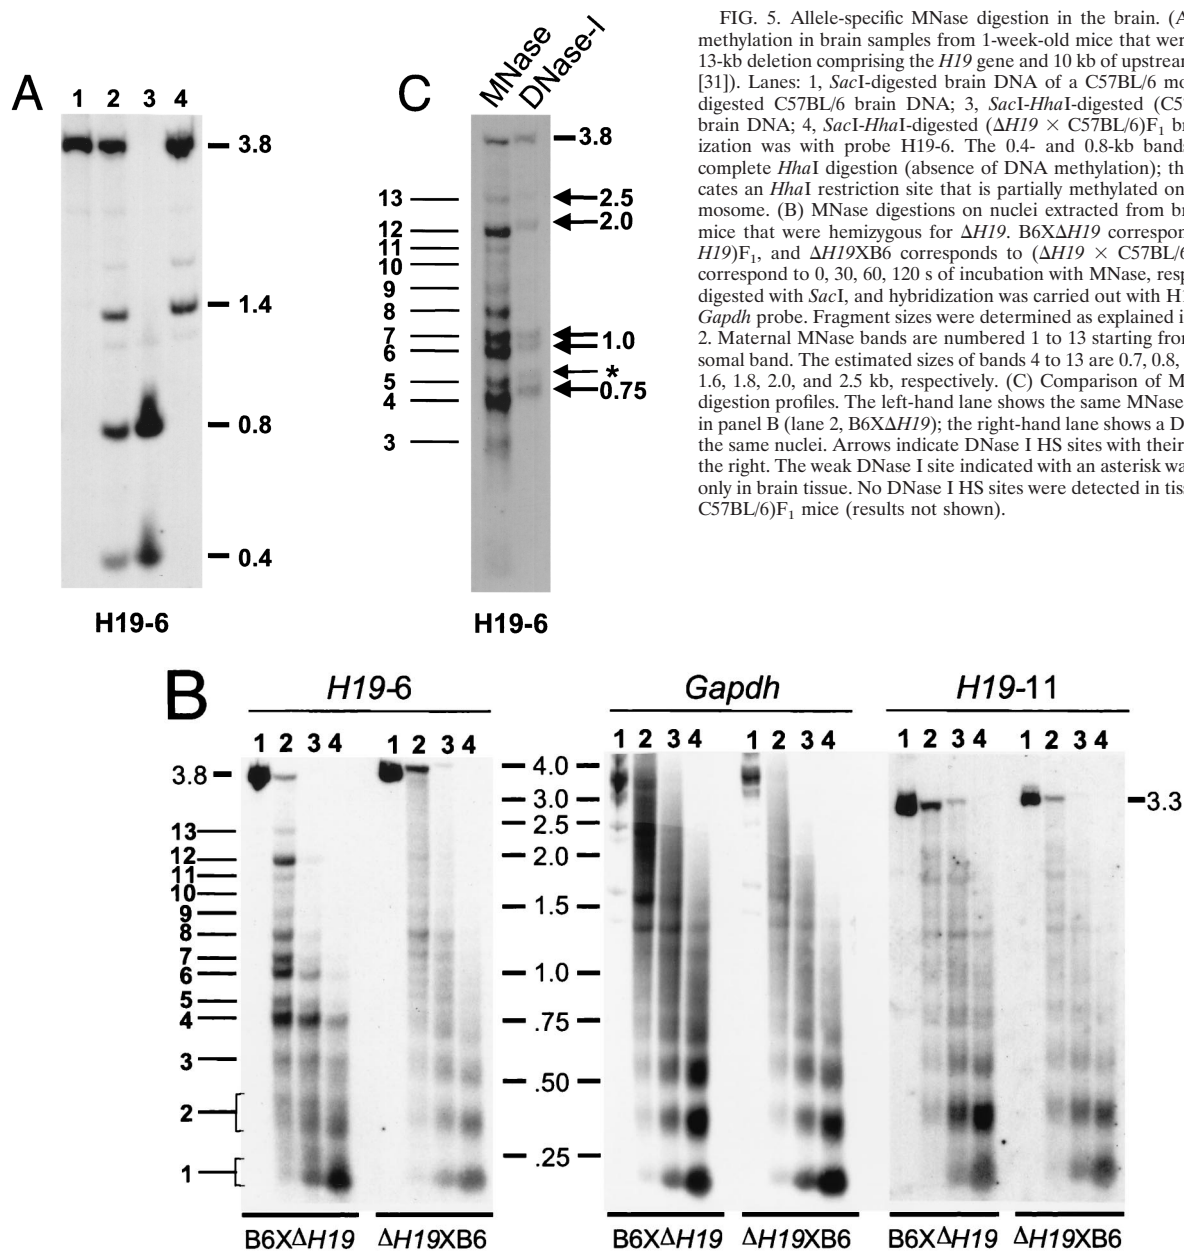 A
1 2 3 4
3.8
1.4
0.8
0.4
H19-6
C
MNase
DNase-I
13
12
11
10
9
8
7
6
5
4
3
3.8
2.5
2.0
1.0
*
0.75
H19-6
FIG. 5. Allele-specific MNase digestion in the brain. (A
methylation in brain samples from 1-week-old mice that wer
13-kb deletion comprising the H19 gene and 10 kb of upstrean
[31]). Lanes: 1, SacI-digested brain DNA of a C57BL/6 mo
digested C57BL/6 brain DNA; 3, SacI-HhaI-digested (C5
brain DNA; 4, SacI-HhaI-digested (ΔH19 × C57BL/6)F1 br
ization was with probe H19-6. The 0.4- and 0.8-kb bands
complete HhaI digestion (absence of DNA methylation); th
cates an HhaI restriction site that is partially methylated on
mosome. (B) MNase digestions on nuclei extracted from br
mice that were hemizygous for ΔH19. B6XΔH19 correspon
H19)F1, and ΔH19XB6 corresponds to (ΔH19 × C57BL/6
correspond to 0, 30, 60, 120 s of incubation with MNase, resp
digested with SacI, and hybridization was carried out with H1
Gapdh probe. Fragment sizes were determined as explained i
2. Maternal MNase bands are numbered 1 to 13 starting fro
somal band. The estimated sizes of bands 4 to 13 are 0.7, 0.8,
1.6, 1.8, 2.0, and 2.5 kb, respectively. (C) Comparison of M
digestion profiles. The left-hand lane shows the same MNase
in panel B (lane 2, B6XΔH19); the right-hand lane shows a D
the same nuclei. Arrows indicate DNase I HS sites with their
the right. The weak DNase I site indicated with an asterisk wa
only in brain tissue. No DNase I HS sites were detected in tis
C57BL/6)F1 mice (results not shown).
B
H19-6
1 2 3 4 1 2 3 4
3.8
13
12
11
10
9
8
7
6
5
4
3
2
1
B6XΔH19 ΔH19XB6
4.0
3.0
2.5
2.0
1.5
1.0
.75
.50
.25
Gapdh
1 2 3 4 1 2 3 4
B6XΔH19 ΔH19XB6
H19-11
1 2 3 4 1 2 3 4
3.3
B6XΔH19 ΔH19XB6